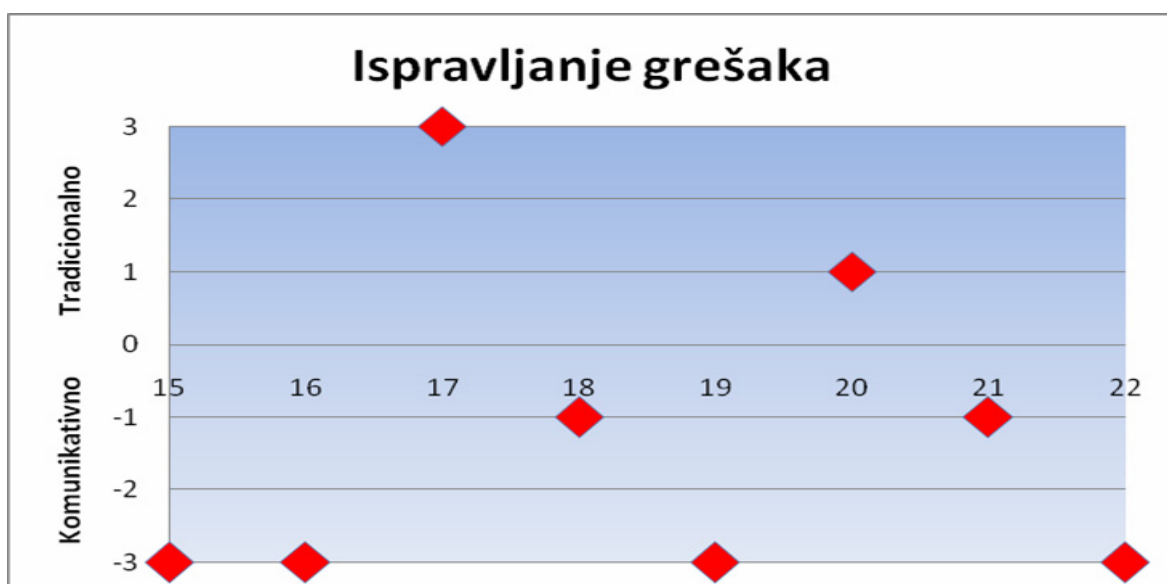 Ispravljanje grešaka
Tradicionalno
Komunikativno
3
2
1
0
15 16 17 18 19 20 21 22
-1
-2
-3